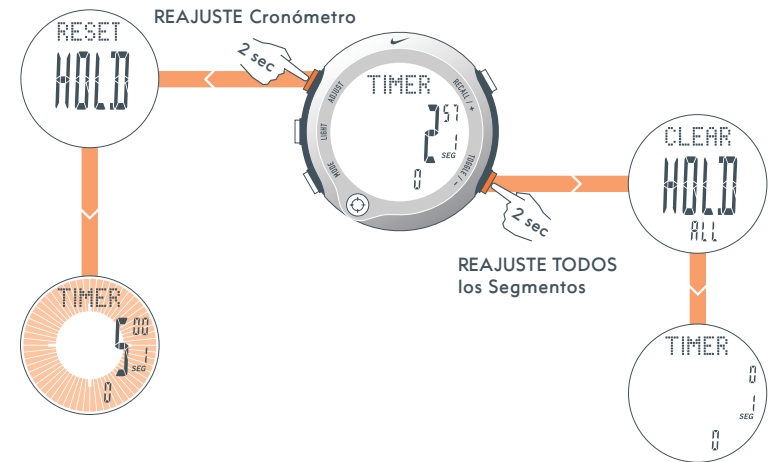 REAJUSTE Cronómetro
RESET
HOLD
2 sec
TIMER
2 57
1
SEG
0
ADJUST
LIGHT
MODE
RECALL / +
TOGGLE / –
2 sec
REAJUSTE TODOS
los Segmentos
CLEAR
HOLD
ALL
TIMER
5 00
1
SEG
0
TIMER
0
1
SEG
0